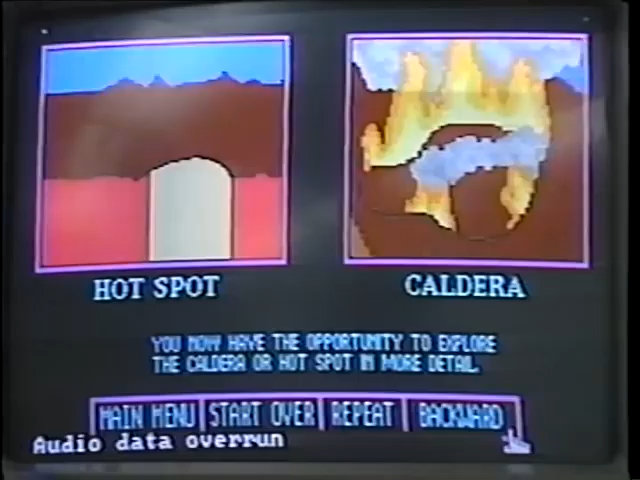 HOT SPOT
CALDERA
YOU NOW HAVE THE OPPORTUNITY TO EXPLORE
THE CALDERA OR HOT SPOT IN MORE DETAIL.
MAIN MENU START OVER REPEAT BACKWARD
Audio data overrun